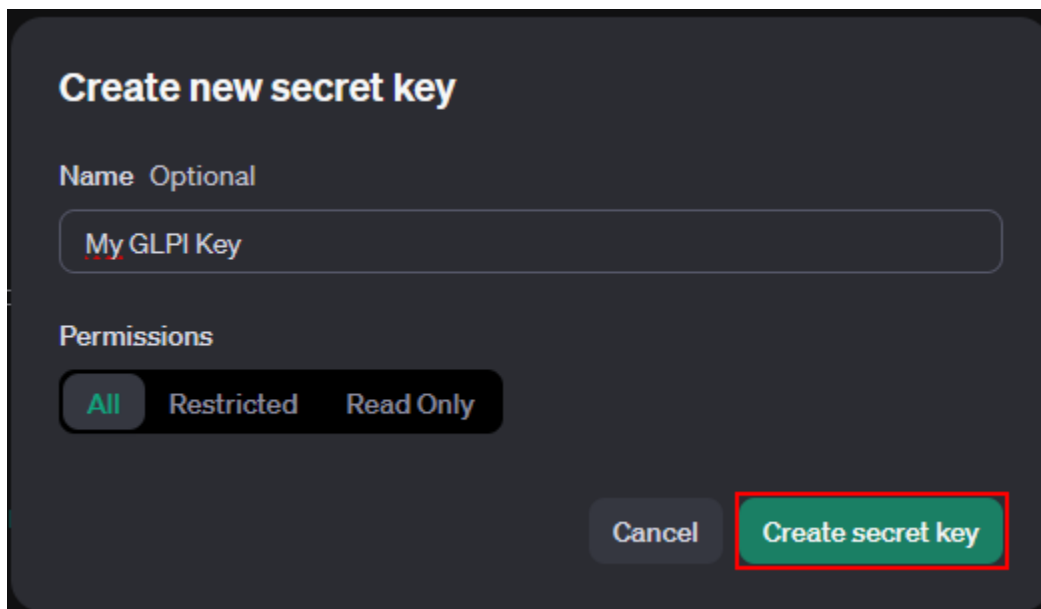 Create new secret key
Name Optional
My GLPI Key
Permissions
All Restricted Read Only
Cancel Create secret key